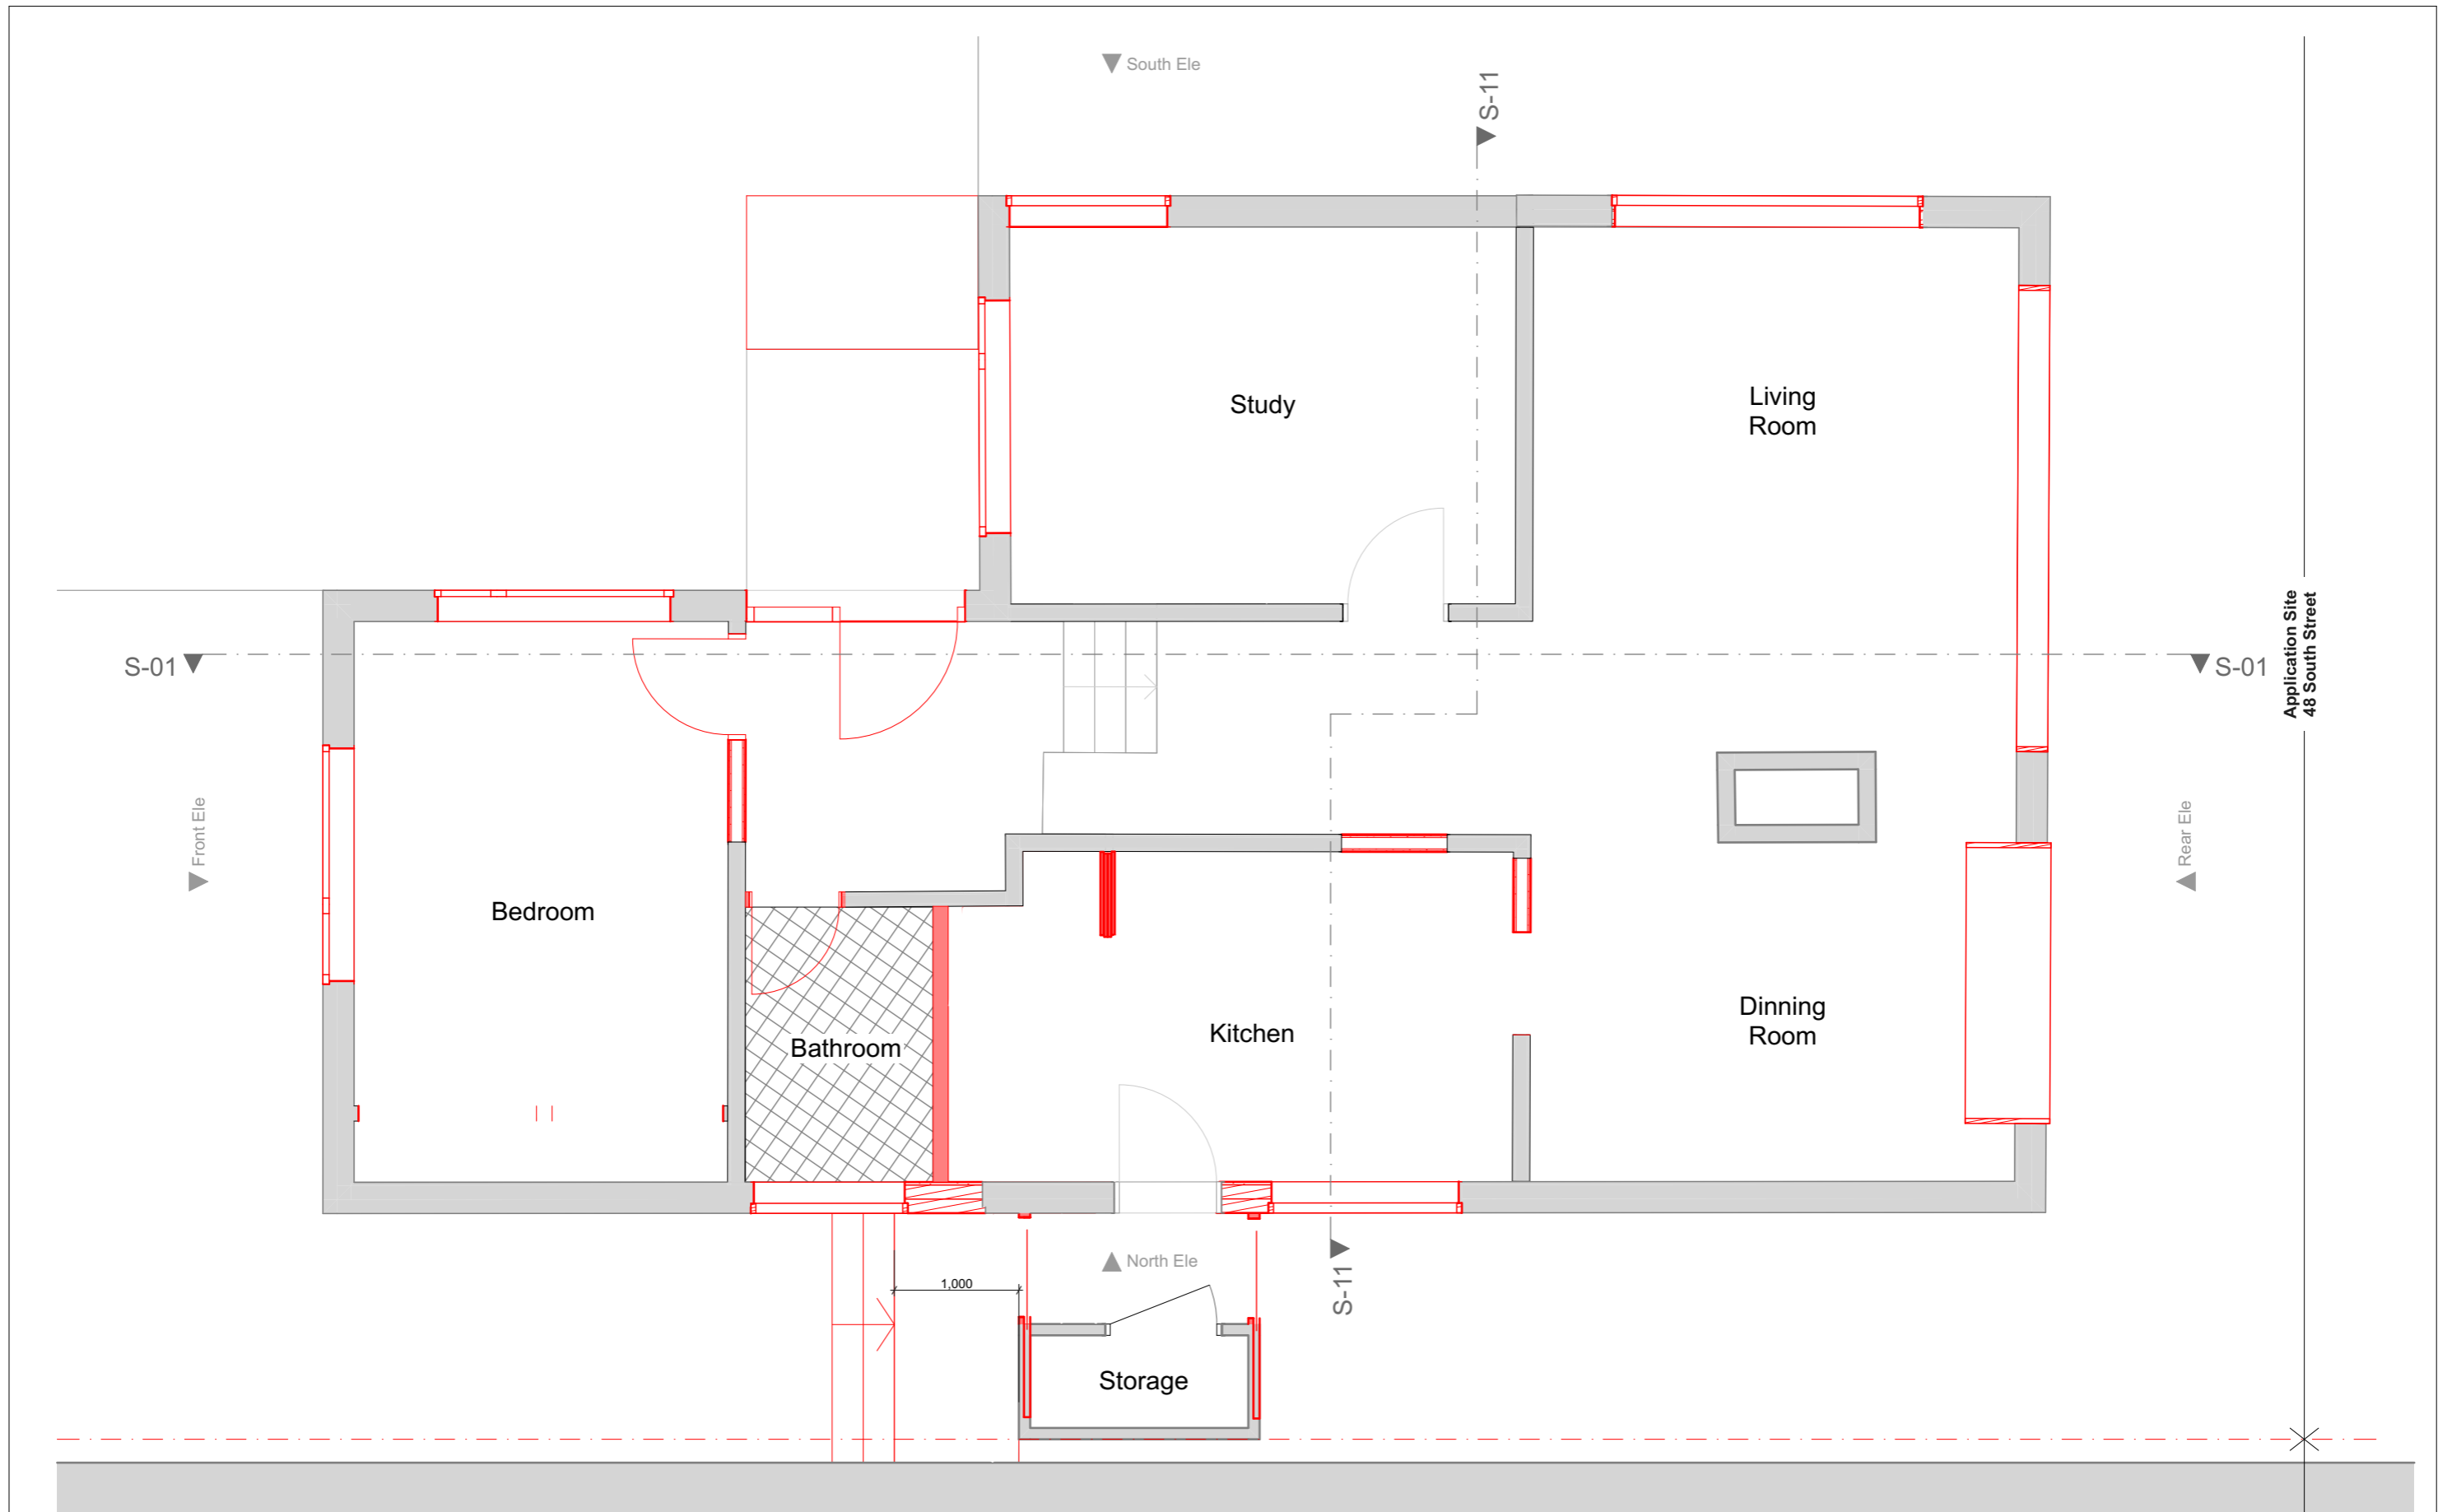 South Ele
S-11
Study
Living
Room
S-01
S-01
Application Site
48 South Street
Front Ele
Rear Ele
Bedroom
Bathroom
Kitchen
Dinning
Room
North Ele
S-11
1,000
Storage